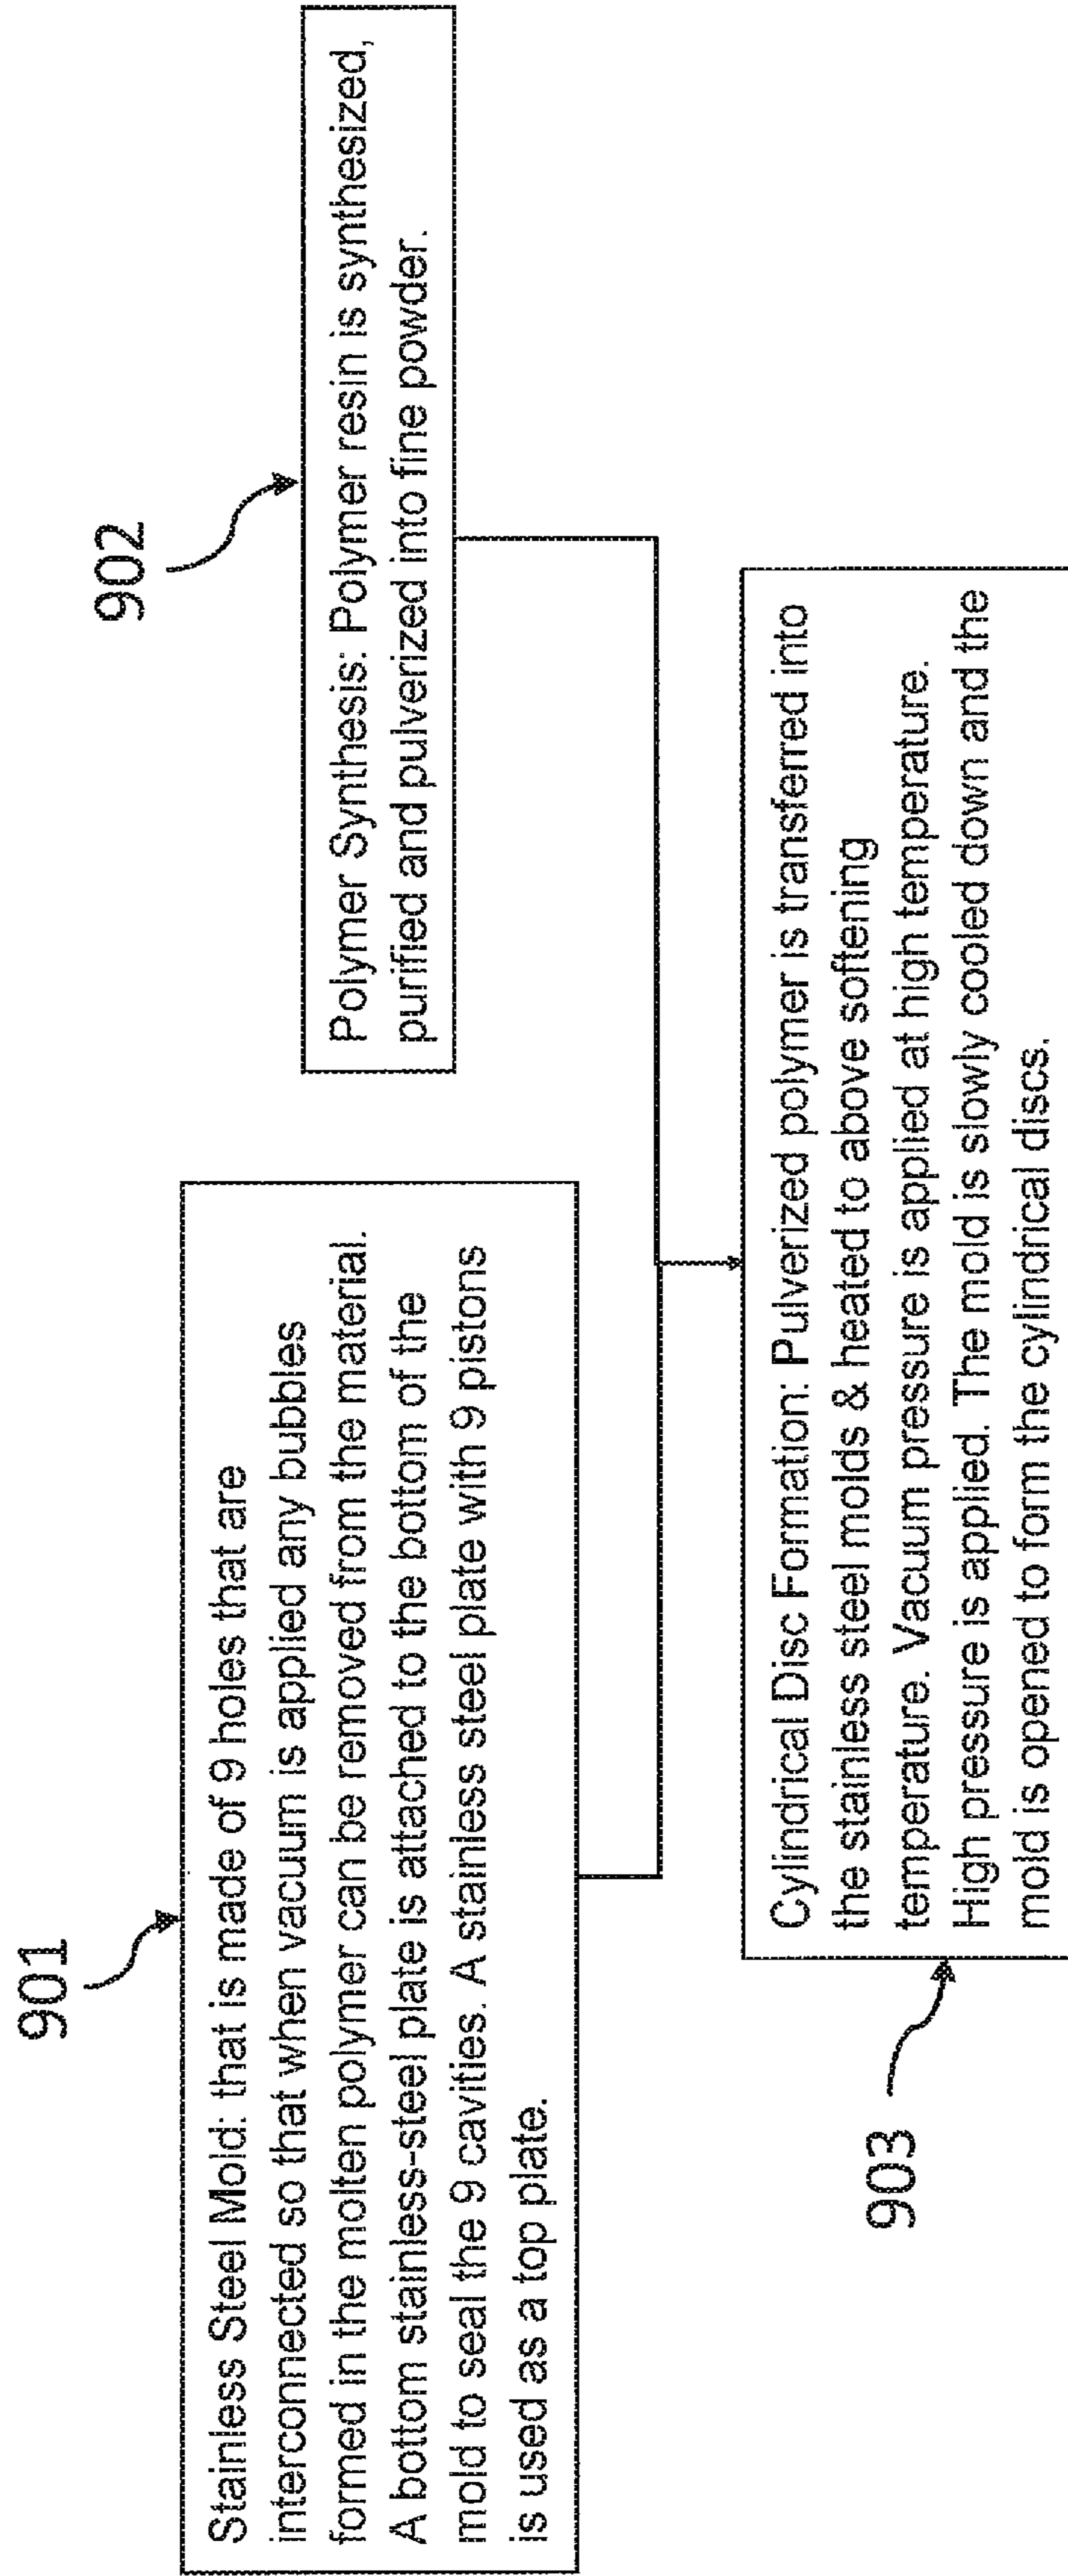 901
Stainless Steel Mold: that is made of 9 holes that are
interconnected so that when vacuum is applied any bubbles
formed in the molten polymer can be removed from the material.
A bottom stainless-steel plate is attached to the bottom of the
mold to seal the 9 cavities. A stainless steel plate with 9 pistons
is used as a top plate.
902
Polymer Synthesis: Polymer resin is synthesized,
purified and pulverized into fine powder.
903
Cylindrical Disc Formation: Pulverized polymer is transferred into
the stainless steel molds & heated to above softening
temperature. Vacuum pressure is applied at high temperature.
High pressure is applied. The mold is slowly cooled down and the
mold is opened to form the cylindrical discs.